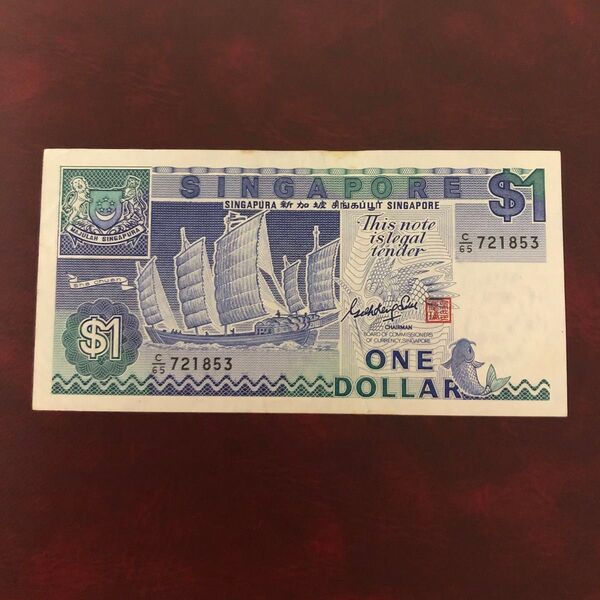 SINGAPORE
$1
SINGAPURA 新加坡 சிங்கப்பூர் SINGAPORE
MAJULAH SINGAPURA
This note
is legal
tender
C/65 721853
sha chuan
$1
CHAIRMAN
BOARD OF COMMISSIONERS
OF CURRENCY, SINGAPORE
C/65 721853
ONE
DOLLAR